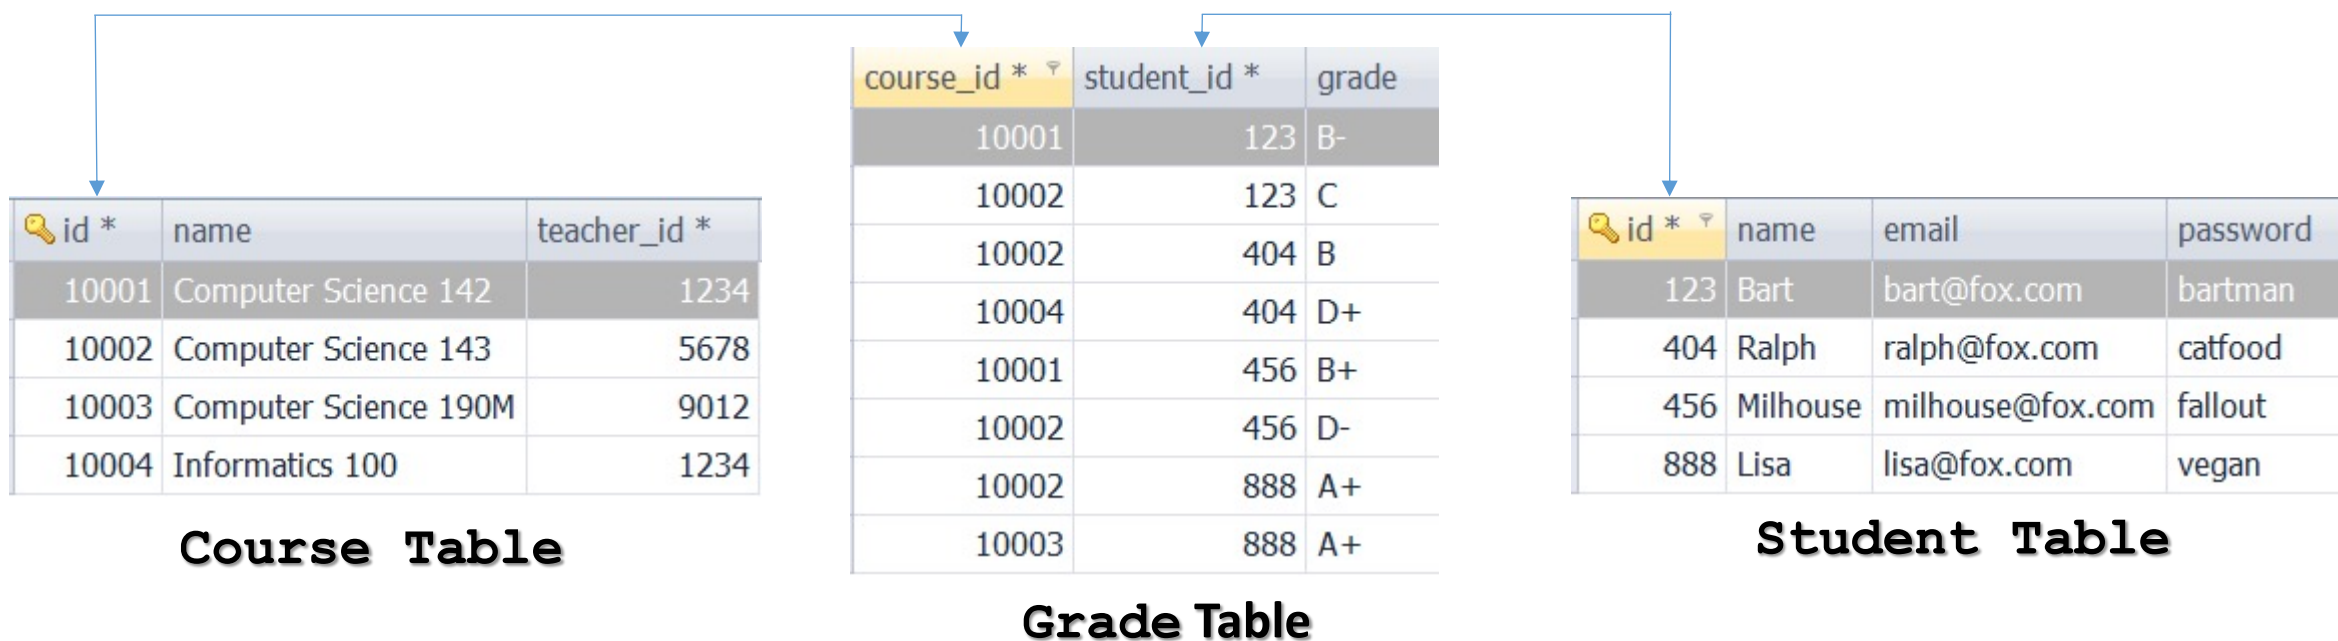 id * name teacher_id *
10001 Computer Science 142 1234
10002 Computer Science 143 5678
10003 Computer Science 190M 9012
10004 Informatics 100 1234
Course Table
course_id * student_id * grade
10001 123 B-
10002 123 C
10002 404 B
10004 404 D+
10001 456 B+
10002 456 D-
10002 888 A+
10003 888 A+
Grade Table
id * name email password
123 Bart bart@fox.com bartman
404 Ralph ralph@fox.com catfood
456 Milhouse milhouse@fox.com fallout
888 Lisa lisa@fox.com vegan
Student Table